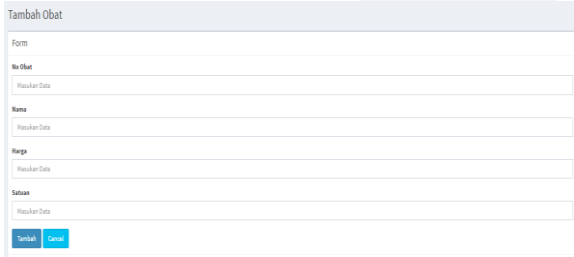 Tambah Obat
Form
No Obat
Masukan Data
Nama
Masukan Data
Harga
Masukan Data
Satuan
Masukan Data
Tambah Cancel